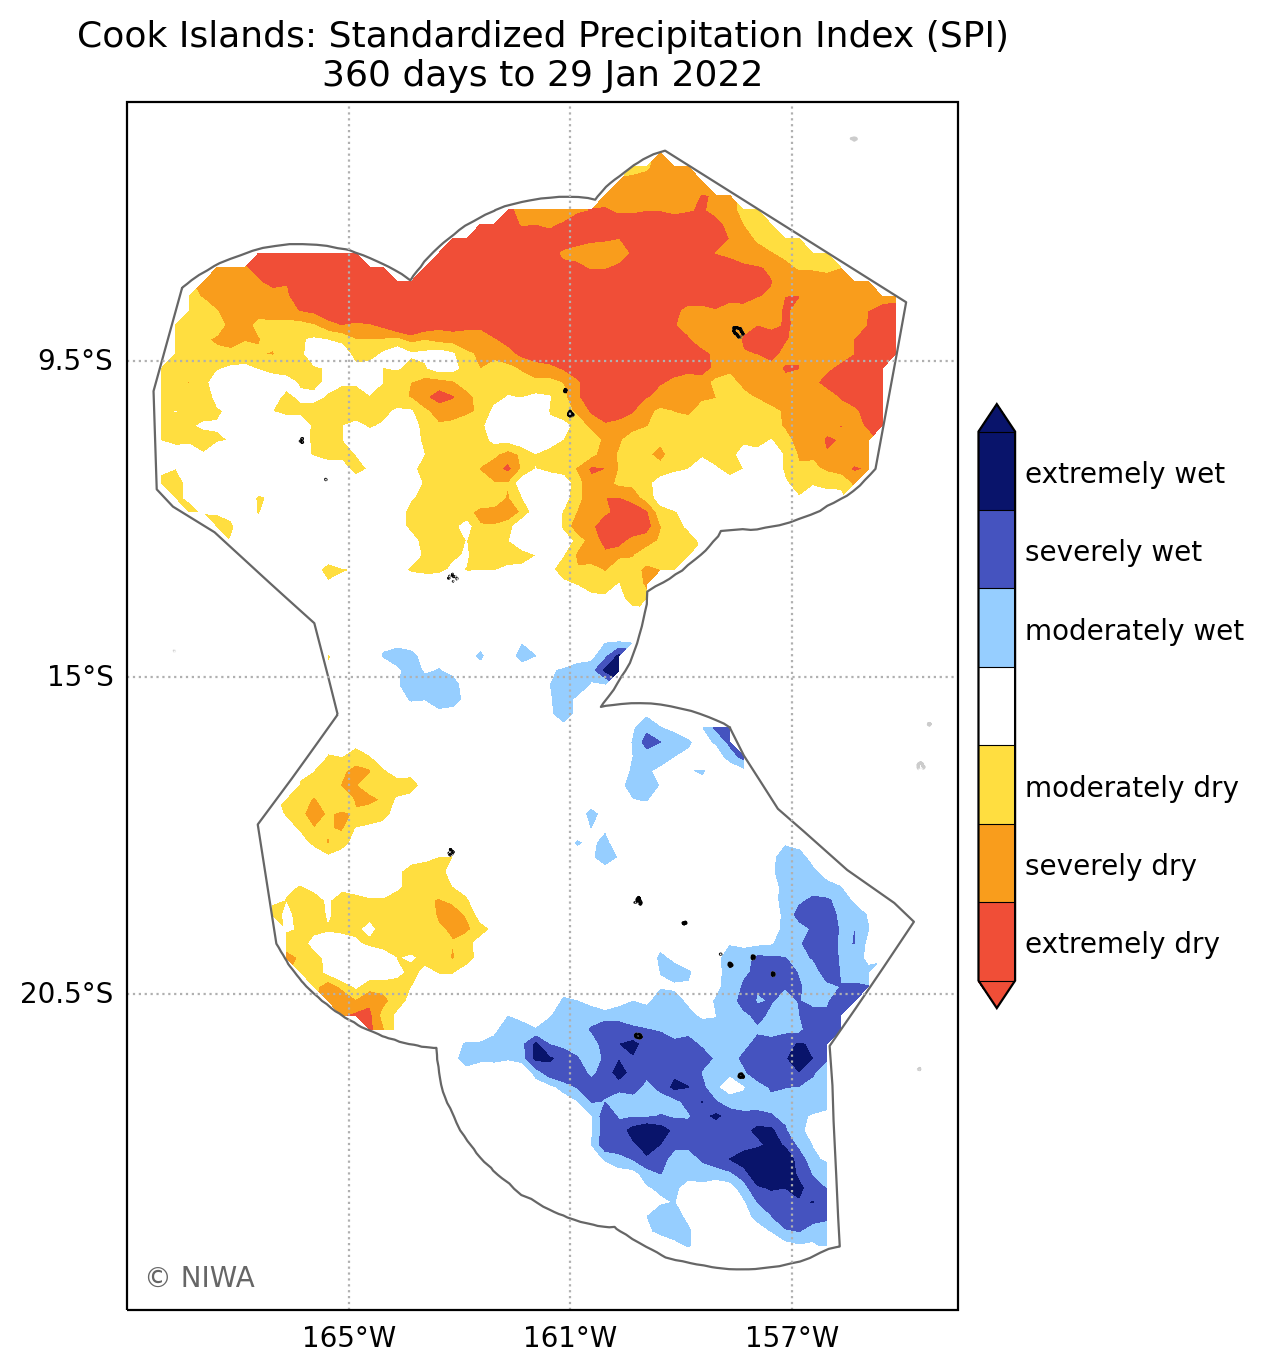 Cook Islands: Standardized Precipitation Index (SPI)
360 days to 29 Jan 2022
9.5°S
15°S
20.5°S
165°W
161°W
157°W
extremely wet
severely wet
moderately wet
moderately dry
severely dry
extremely dry
© NIWA